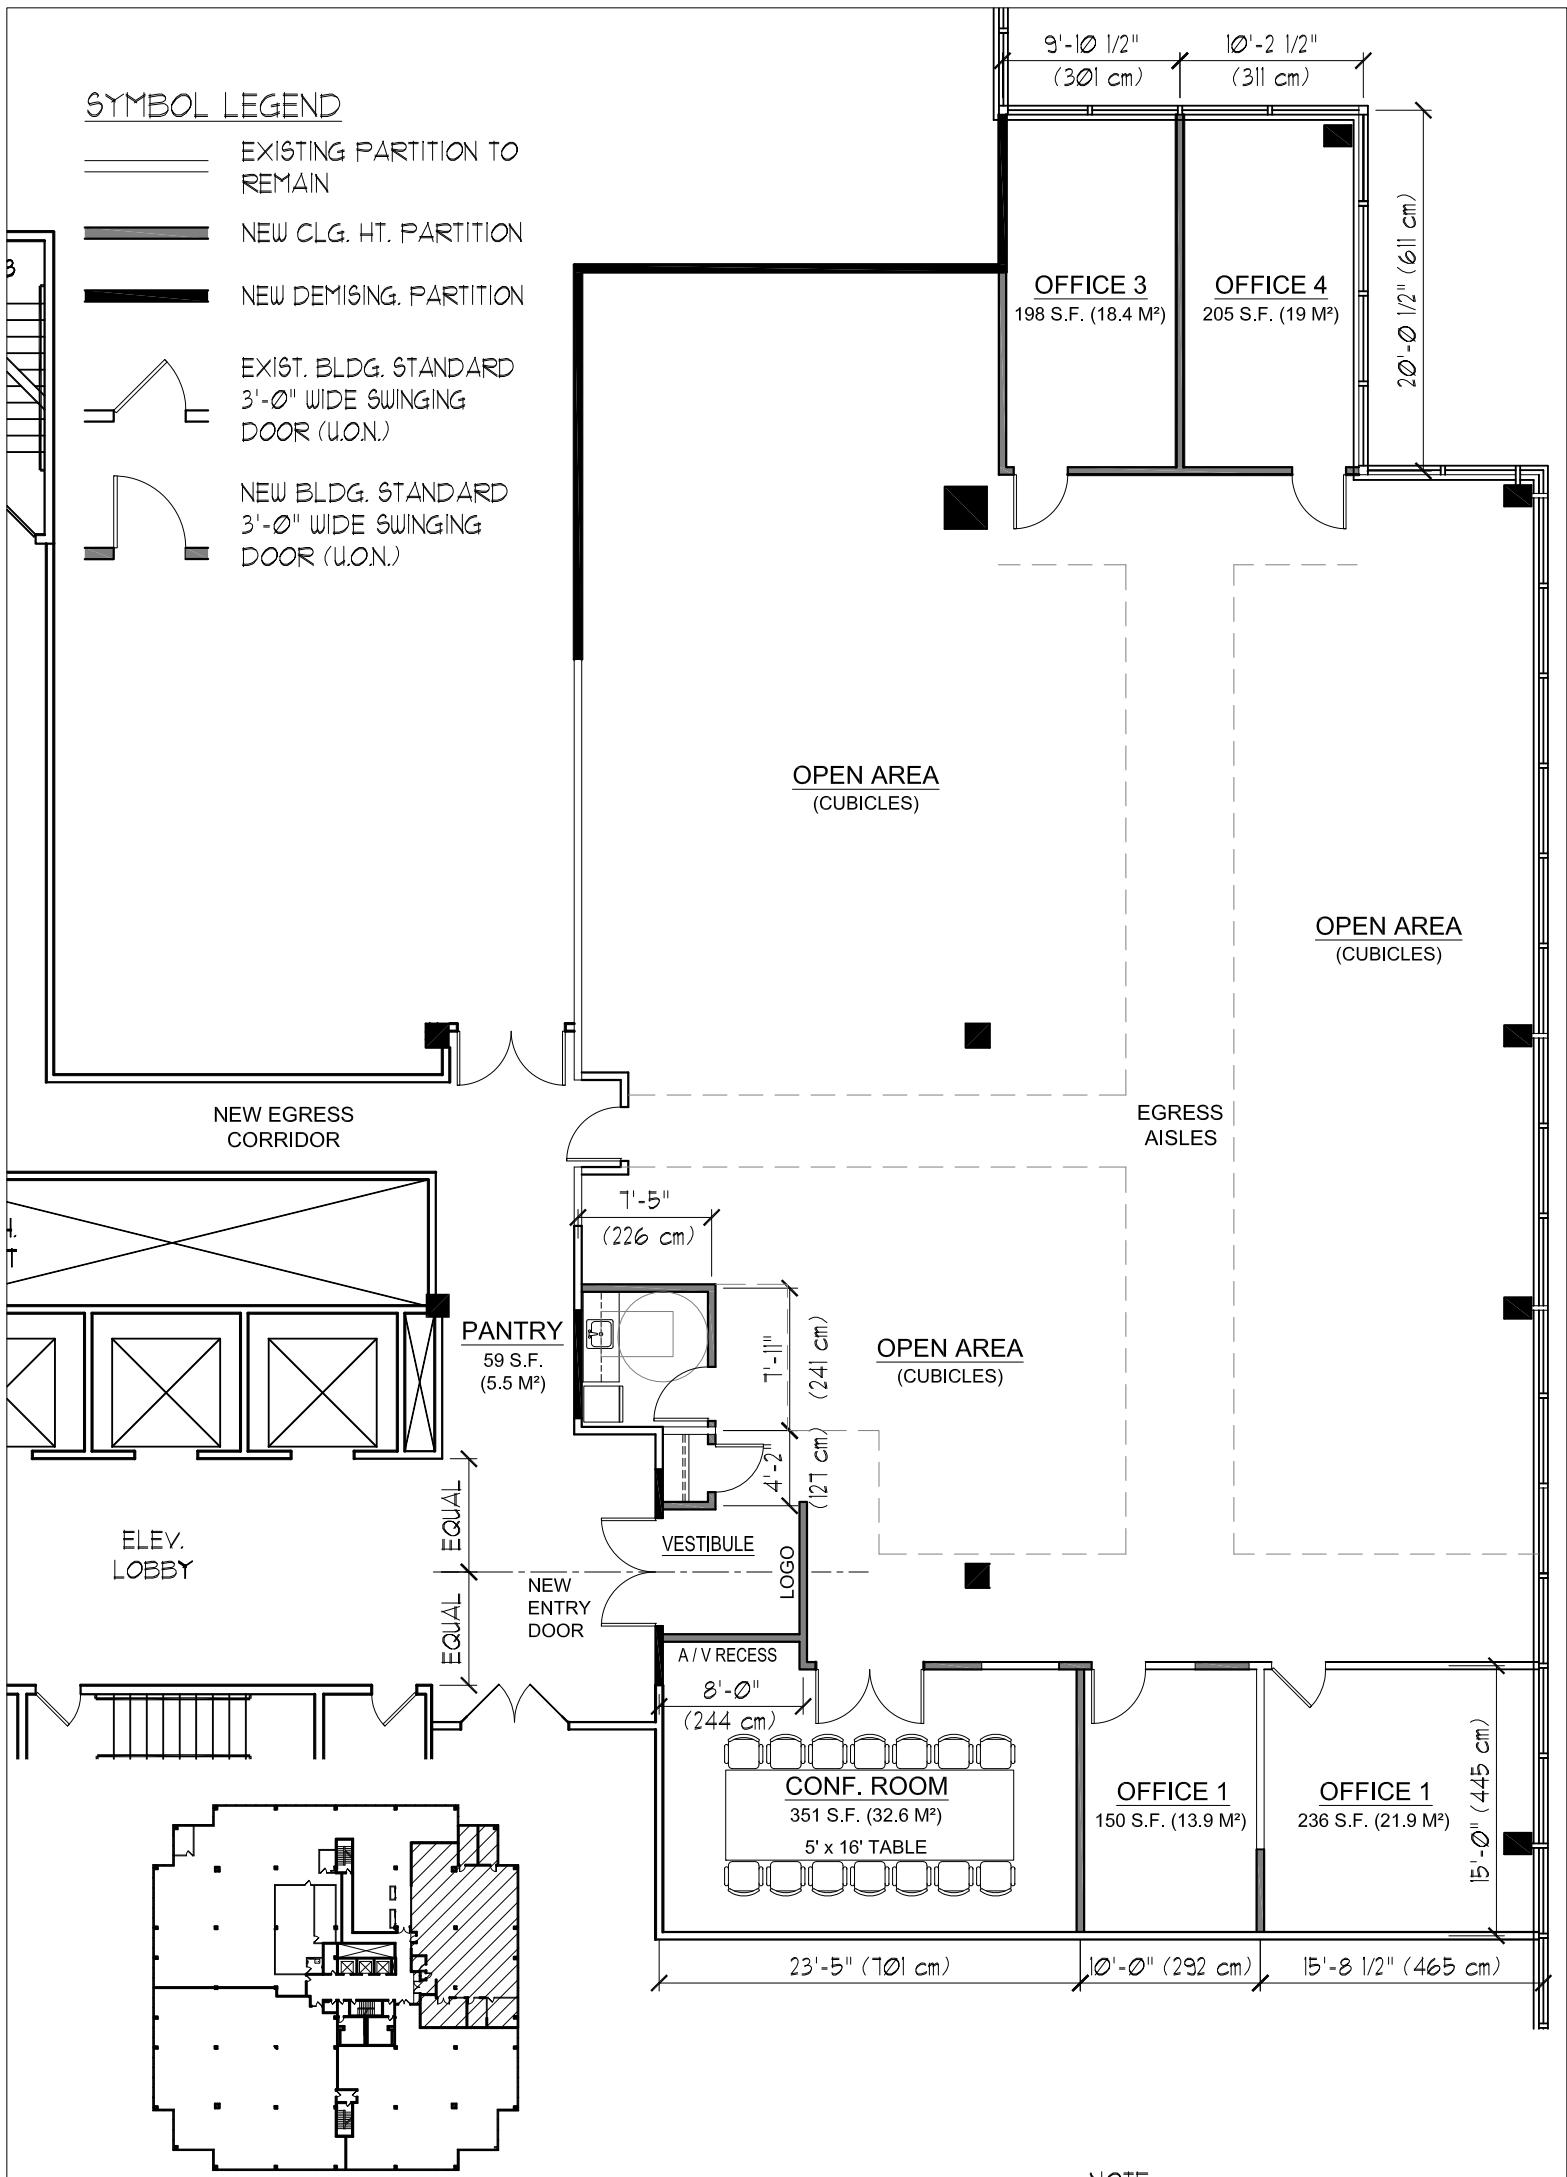 9'-10 1/2"
(301 cm)
10'-2 1/2"
(311 cm)
SYMBOL LEGEND
EXISTING PARTITION TO
REMAIN
NEW CLG. HT. PARTITION
NEW DEMISING. PARTITION
EXIST. BLDG. STANDARD
3'-0" WIDE SWINGING
DOOR (U.O.N.)
NEW BLDG. STANDARD
3'-0" WIDE SWINGING
DOOR (U.O.N.)
20'-0 1/2" (611 cm)
OFFICE 3
198 S.F. (18.4 M²)
OFFICE 4
205 S.F. (19 M²)
OPEN AREA
(CUBICLES)
OPEN AREA
(CUBICLES)
NEW EGRESS
CORRIDOR
EGRESS
AISLES
7'-5"
(226 cm)
PANTRY
59 S.F.
(5.5 M²)
7'-11"
(241 cm)
OPEN AREA
(CUBICLES)
4'-2"
(127 cm)
EQUAL
EQUAL
ELEV.
LOBBY
VESTIBULE
LOGO
NEW
ENTRY
DOOR
A / V RECESS
8'-0"
(244 cm)
CONF. ROOM
351 S.F. (32.6 M²)
5' x 16' TABLE
OFFICE 1
150 S.F. (13.9 M²)
OFFICE 1
236 S.F. (21.9 M²)
15'-0" (445 cm)
23'-5" (701 cm)
10'-0" (292 cm)
15'-8 1/2" (465 cm)